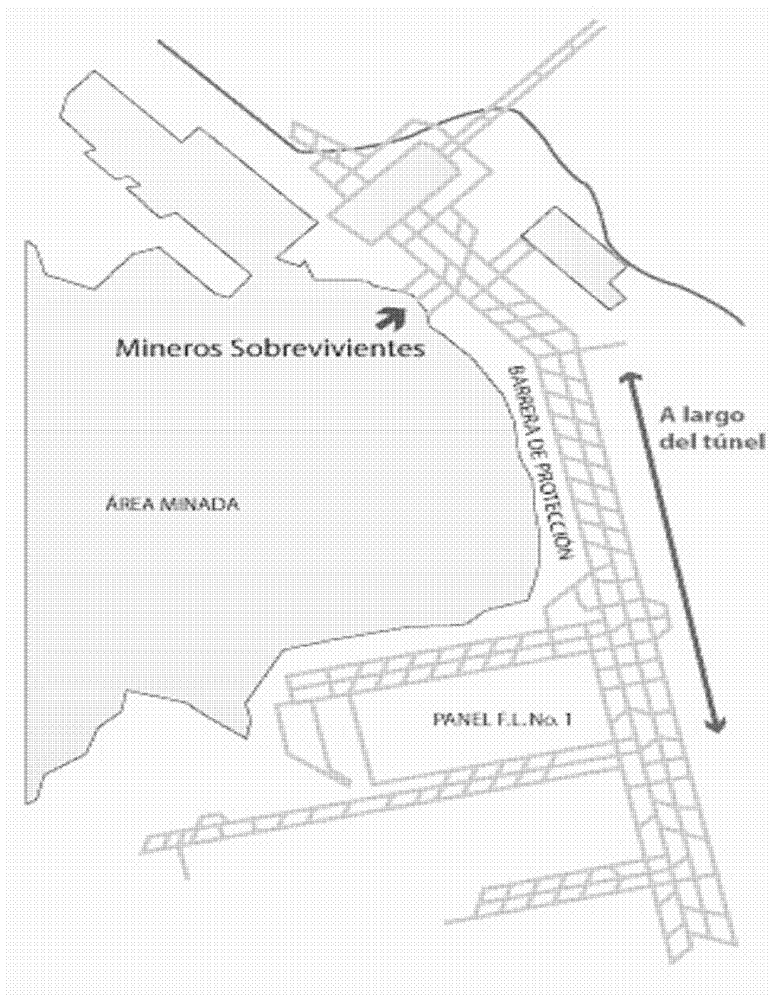 Mineros Sobrevivientes
BARRERA DE PROTECCIÓN
A largo
del túnel
ÁREA MINADA
PANEL F.L. No. 1